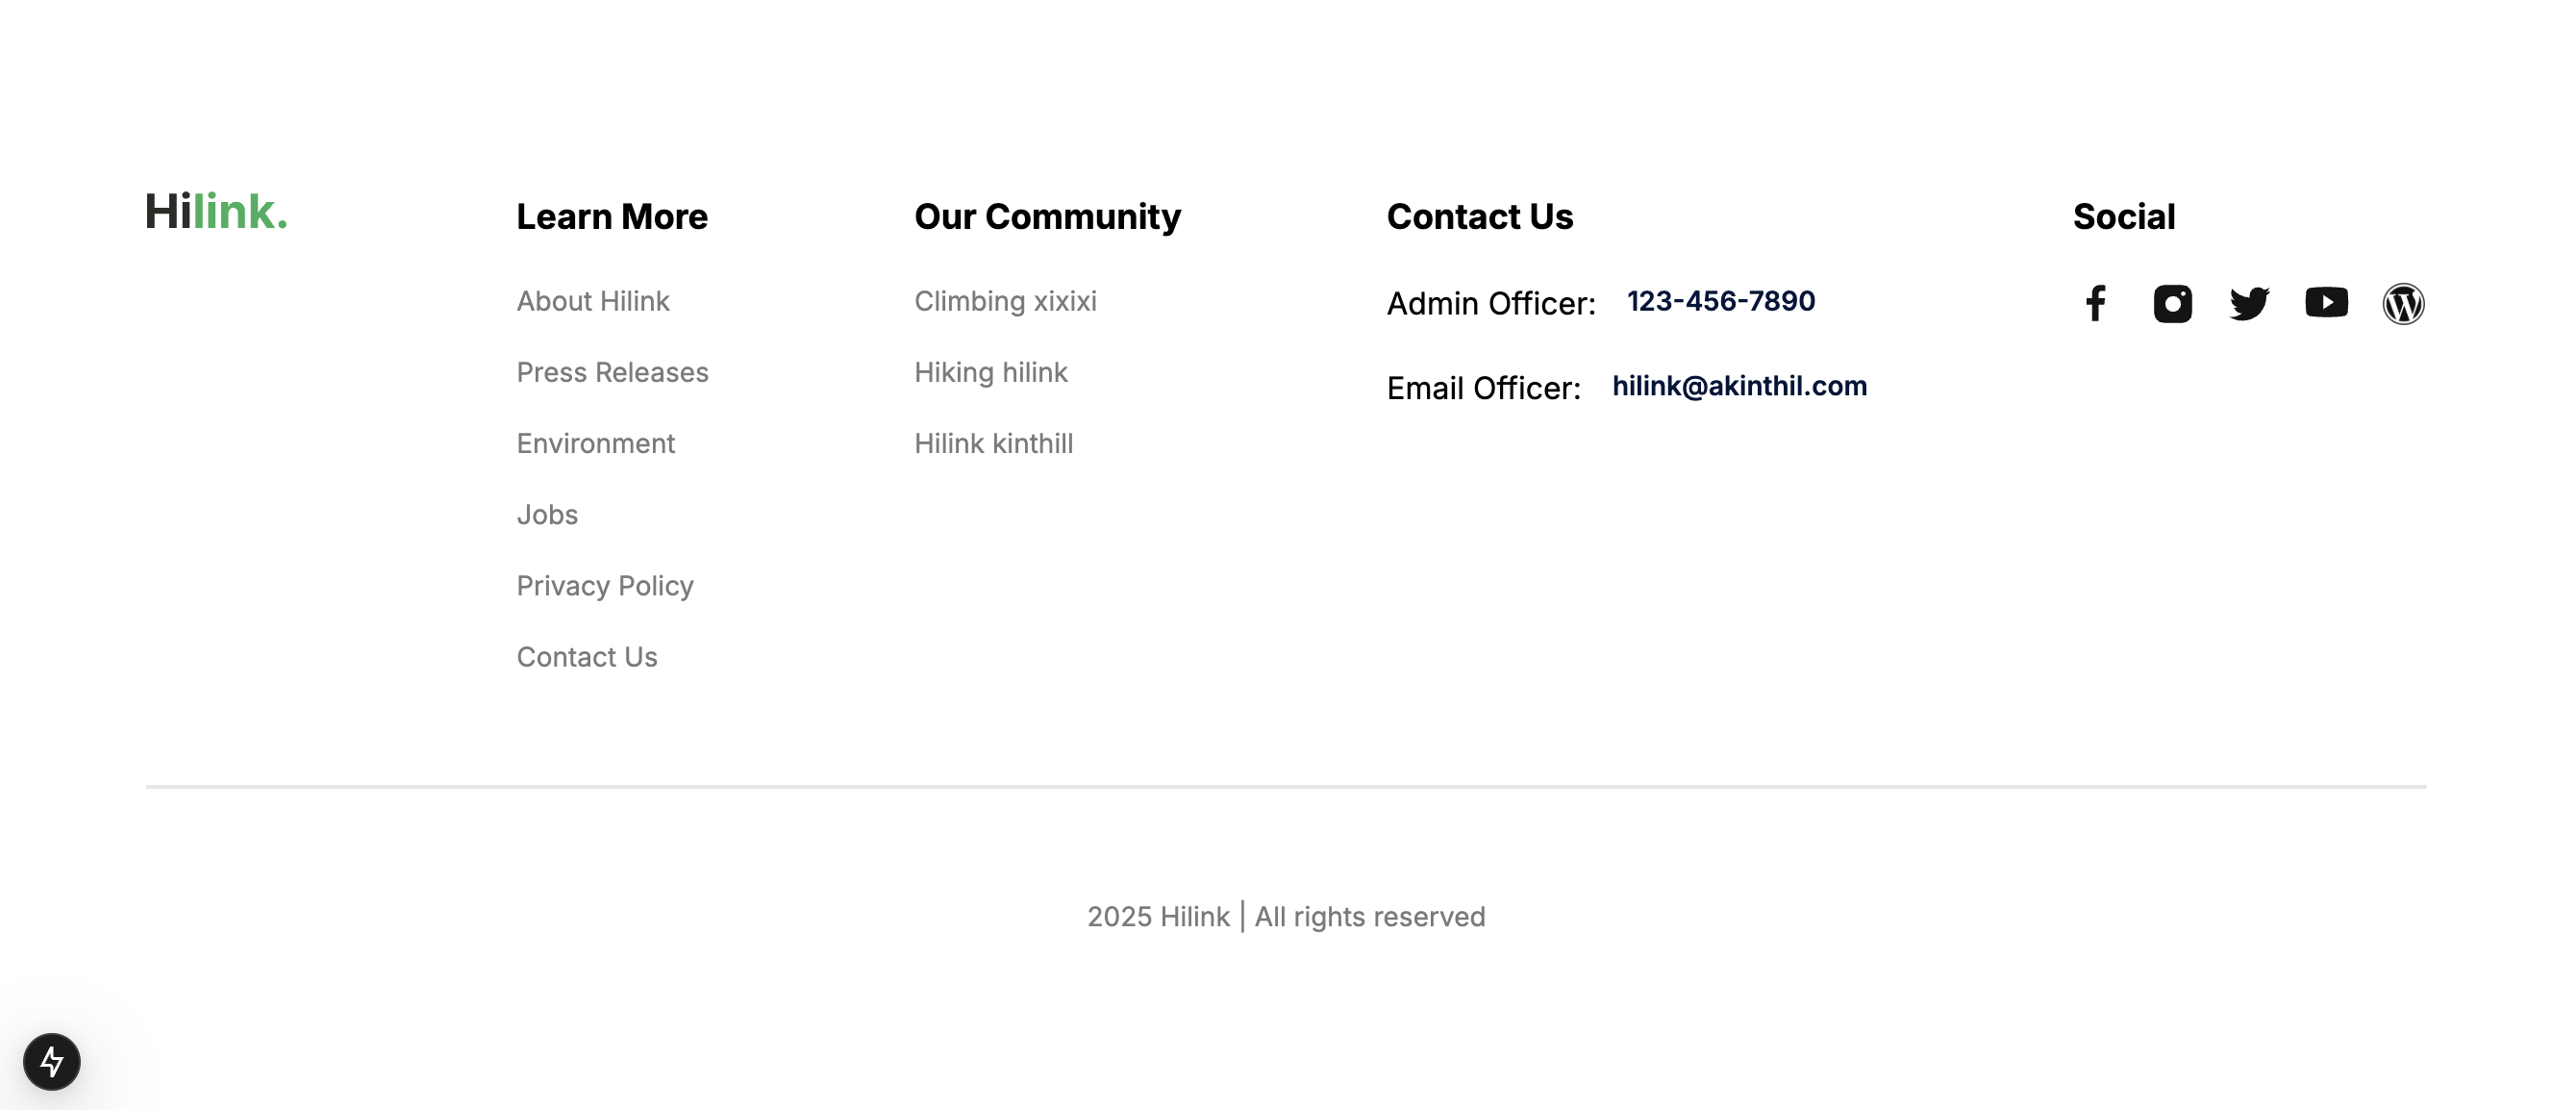 Hilink.
Learn More
About Hilink
Press Releases
Environment
Jobs
Privacy Policy
Contact Us
Our Community
Climbing xixixi
Hiking hilink
Hilink kinthill
Contact Us
Admin Officer: 123-456-7890
Email Officer: hilink@akinthil.com
Social
2025 Hilink | All rights reserved